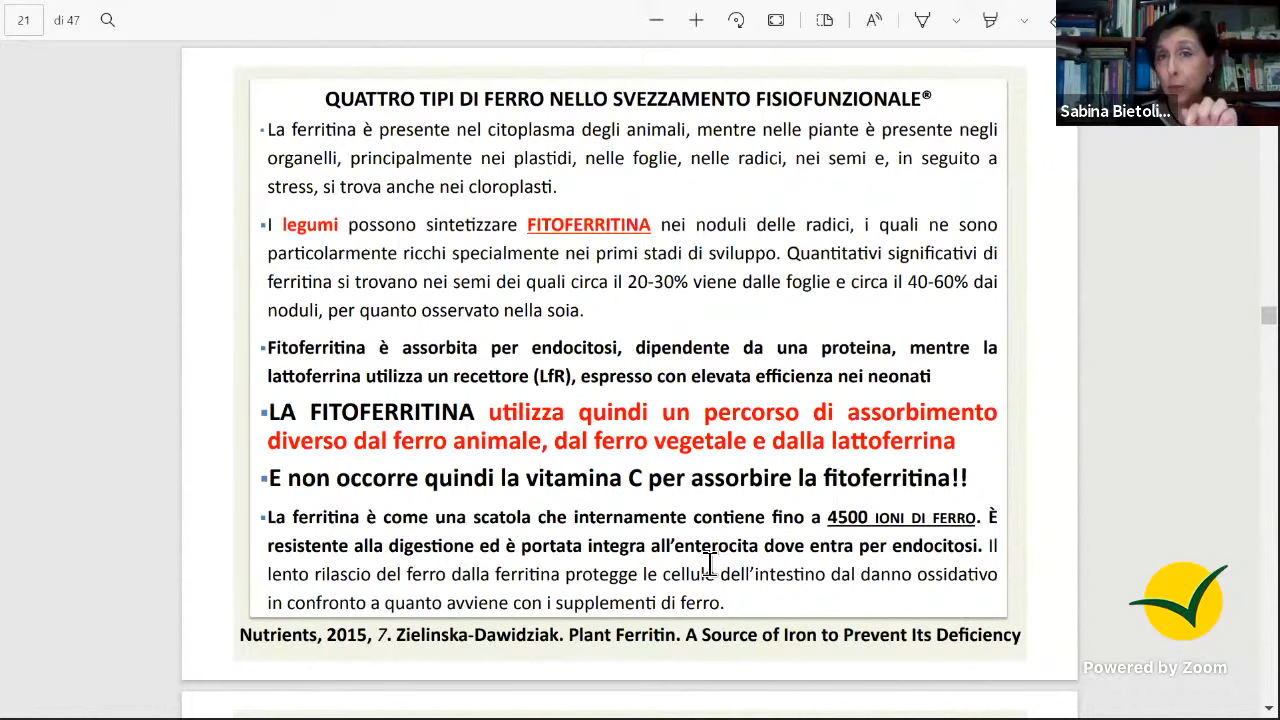 21 di 47
Sabina Bietoli...
QUATTRO TIPI DI FERRO NELLO SVEZZAMENTO FISIOFUNZIONALE®
▪La ferritina è presente nel citoplasma degli animali, mentre nelle piante è presente negli
organelli, principalmente nei plastidi, nelle foglie, nelle radici, nei semi e, in seguito a
stress, si trova anche nei cloroplasti.
▪I legumi possono sintetizzare FITOFERRITINA nei noduli delle radici, i quali ne sono
particolarmente ricchi specialmente nei primi stadi di sviluppo. Quantitativi significativi di
ferritina si trovano nei semi dei quali circa il 20-30% viene dalle foglie e circa il 40-60% dai
noduli, per quanto osservato nella soia.
▪Fitoferritina è assorbita per endocitosi, dipendente da una proteina, mentre la
lattoferrina utilizza un recettore (LfR), espresso con elevata efficienza nei neonati
▪LA FITOFERRITINA utilizza quindi un percorso di assorbimento
diverso dal ferro animale, dal ferro vegetale e dalla lattoferrina
▪E non occorre quindi la vitamina C per assorbire la fitoferritina!!
▪La ferritina è come una scatola che internamente contiene fino a 4500 IONI DI FERRO. È
resistente alla digestione ed è portata integra all’enterocita dove entra per endocitosi. Il
lento rilascio del ferro dalla ferritina protegge le cellule dell’intestino dal danno ossidativo
in confronto a quanto avviene con i supplementi di ferro.
Nutrients, 2015, 7. Zielinska-Dawidziak. Plant Ferritin. A Source of Iron to Prevent Its Deficiency
Powered by Zoom